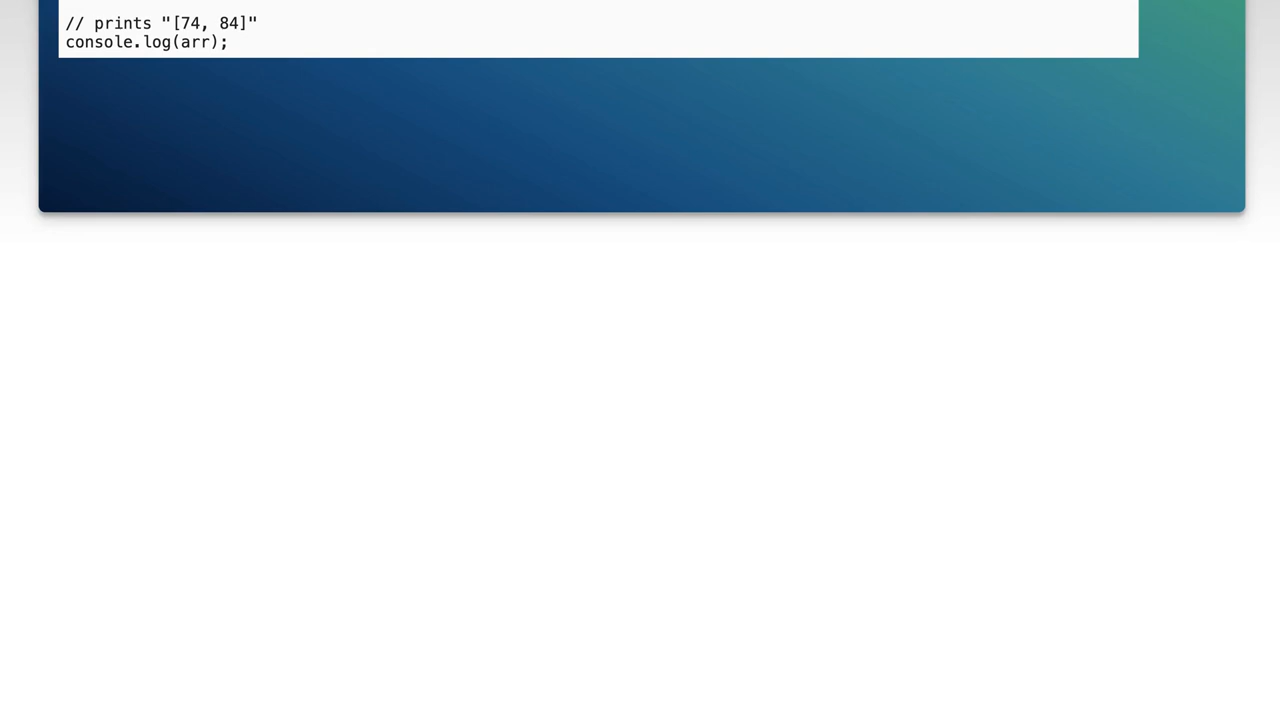 // prints "[74, 84]"
console.log(arr);